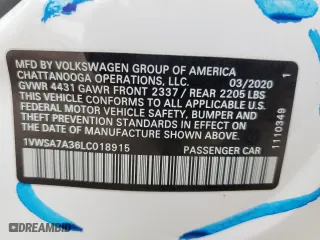 MFD BY VOLKSWAGEN GROUP OF AMERICA
CHATTANOOGA OPERATIONS, LLC. 03/2020
GVWR 4431 GAWR FRONT 2337 / REAR 2205 LBS
THIS VEHICLE CONFORMS TO ALL APPLICABLE U.S.
FEDERAL MOTOR VEHICLE SAFETY, BUMPER AND
THEFT PREVENTION STANDARDS IN EFFECT ON THE
DATE OF MANUFACTURE SHOWN ABOVE.
1VWSA7A36LC018915 PASSENGER CAR
1110349 1
DEALERSHIP